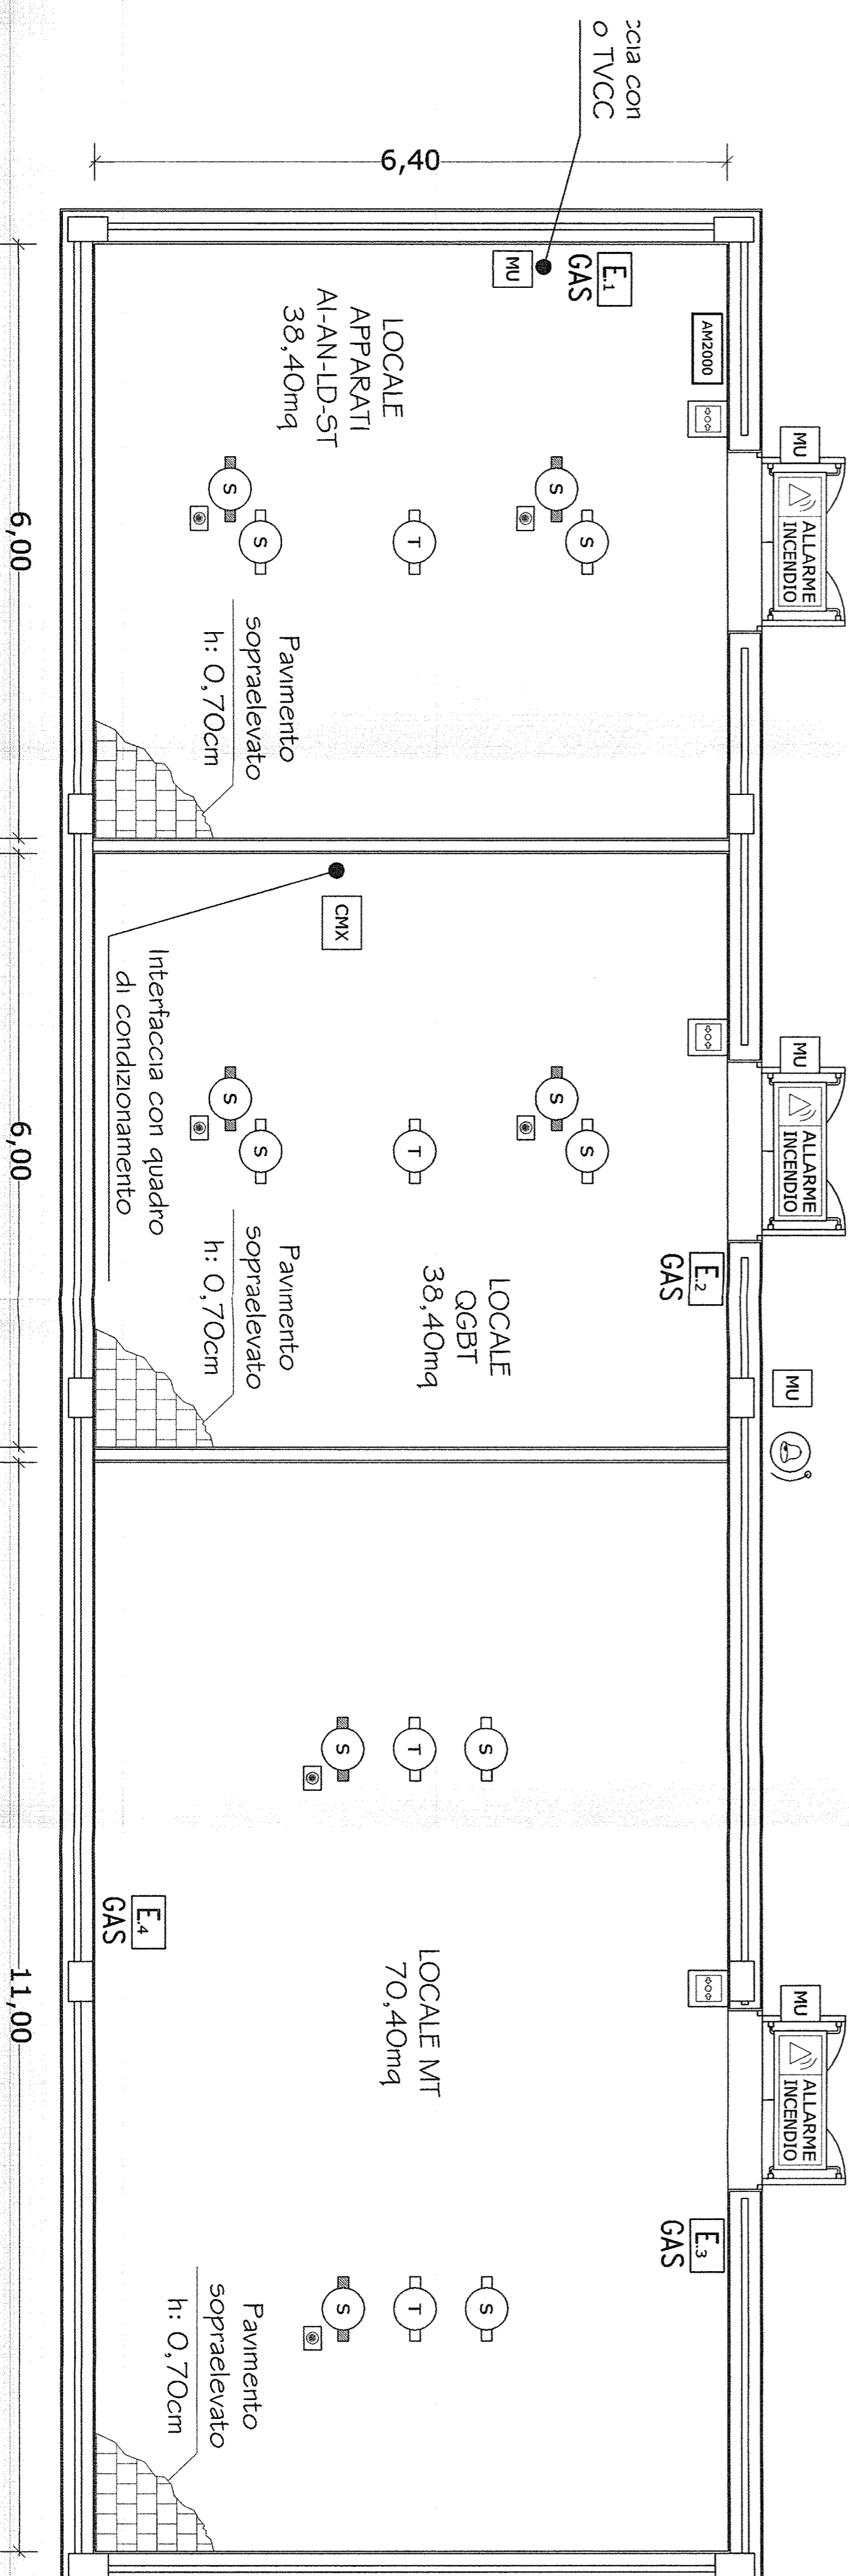 ccia con
o TVCC
6,40
E.1
GAS
MU
AM2000
LOCALE
APPARATI
AI-AN-LD-ST
38,40mq
MU
ALLARME
INCENDIO
S
S
T
S
S
Pavimento
sopraelevato
h: 0,70cm
6,00
CMX
Interfaccia con quadro
di condizionamento
MU
ALLARME
INCENDIO
S
S
T
S
S
Pavimento
sopraelevato
h: 0,70cm
LOCALE
QGBT
38,40mq
E.2
GAS
MU
6,00
S
T
S
E.4
GAS
LOCALE MT
70,40mq
MU
ALLARME
INCENDIO
E.3
GAS
S
T
S
Pavimento
sopraelevato
h: 0,70cm
11,00